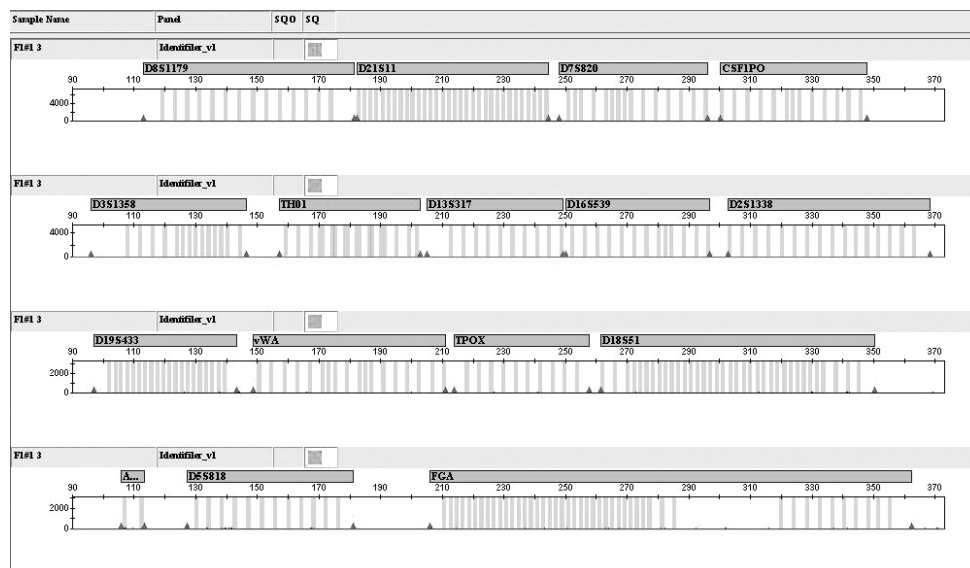 Sample Name Panel SQO SQ
F1#1 3 Identifiler_v1
D8S1179 D21S11 D7S820 CSF1PO
90 110 130 150 170 190 210 230 250 270 290 310 330 350 370
4000
0
F1#1 3 Identifiler_v1
D3S1358 TH01 D13S317 D16S539 D2S1338
90 110 130 150 170 190 210 230 250 270 290 310 330 350 370
4000
0
F1#1 3 Identifiler_v1
D19S433 vWA TPOX D18S51
90 110 130 150 170 190 210 230 250 270 290 310 330 350 370
2000
0
F1#1 3 Identifiler_v1
A... D5S818 FGA
90 110 130 150 170 190 210 230 250 270 290 310 330 350 370
2000
0